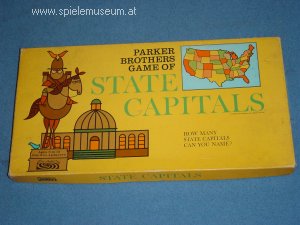 www.spielemuseum.at
PARKER
BROTHERS
GAME OF
STATE
CAPITALS
HOW MANY
STATE CAPITALS
CAN YOU NAME?
STATE CAPITALS